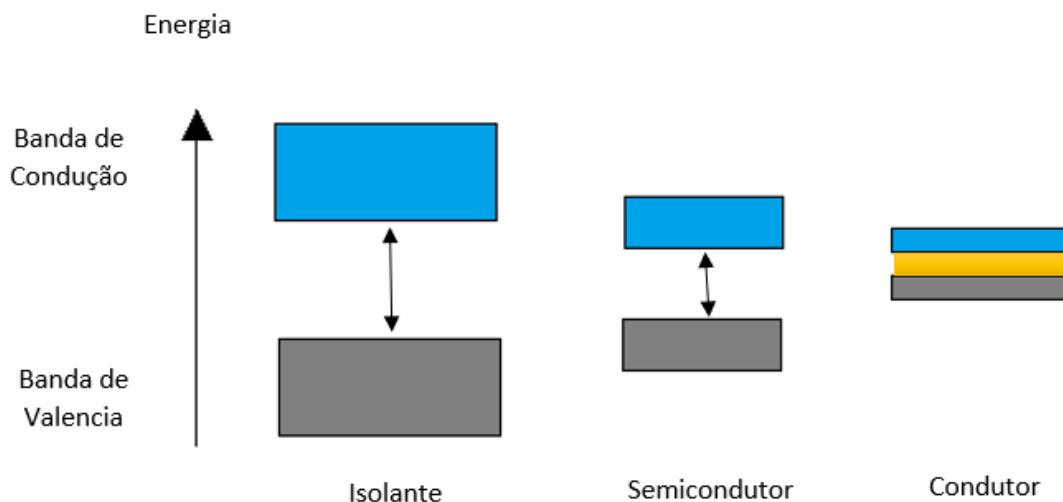 Energia
Banda de
Condução
Banda de
Valencia
Isolante
Semicondutor
Condutor